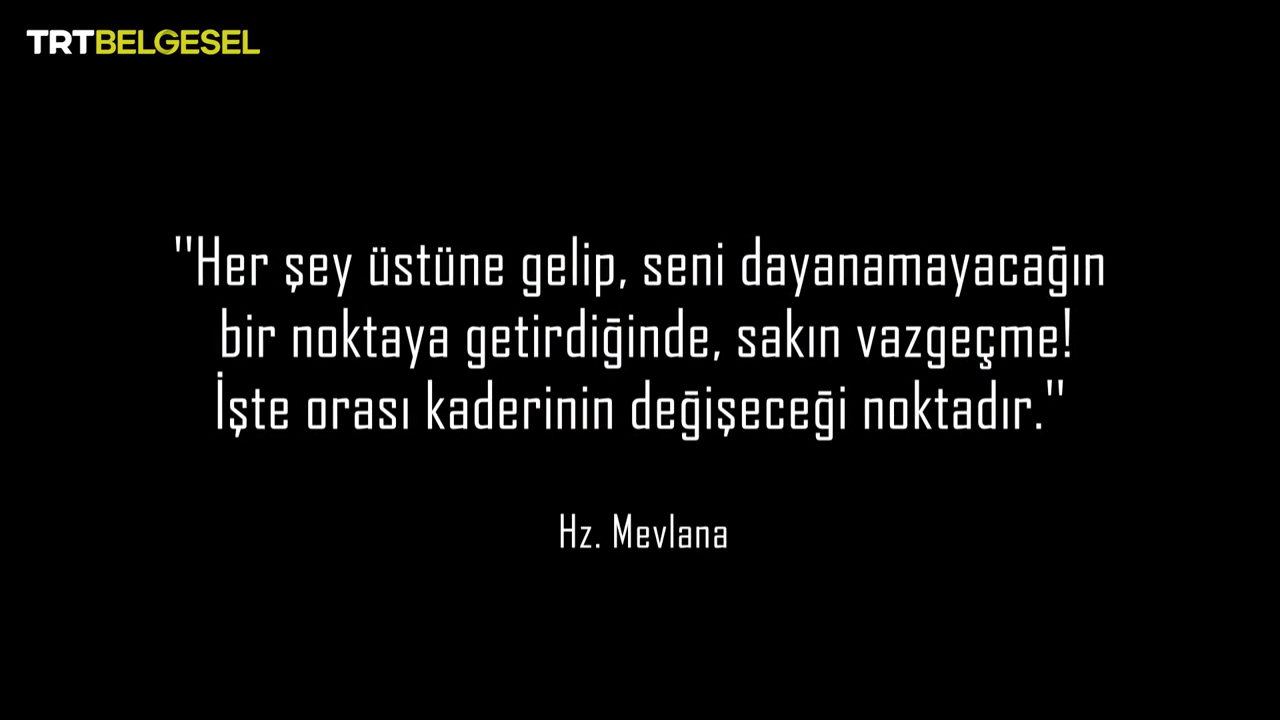 TRTBELGESEL
"Her şey üstüne gelip, seni dayanamayacağın
bir noktaya getirdiğinde, sakın vazgeçme!
İşte orası kaderinin değişeceği noktadır."
Hz. Mevlana